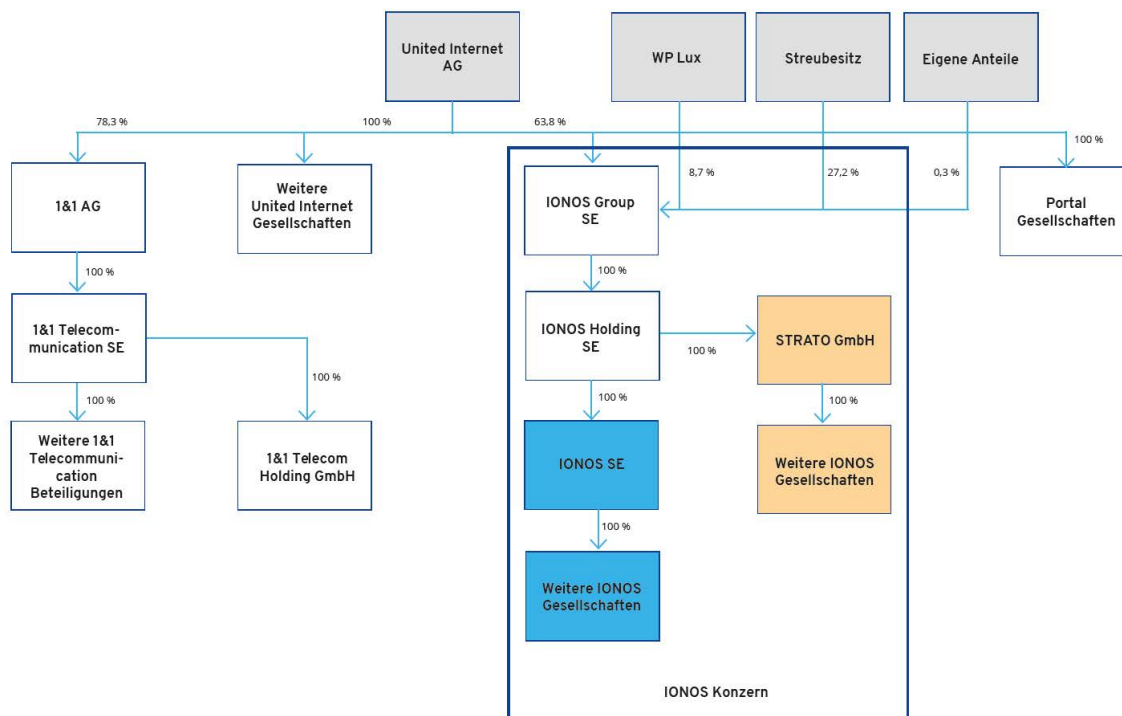 United Internet
AG
WP Lux
Streubesitz
Eigene Anteile
78,3 %
100 %
63,8 %
100 %
8,7 %
27,2 %
0,3 %
1&1 AG
Weitere
United Internet
Gesellschaften
IONOS Group
SE
Portal
Gesellschaften
100 %
100 %
1&1 Telecom-
munication SE
IONOS Holding
SE
100 %
STRATO GmbH
100 %
100 %
100 %
100 %
Weitere 1&1
Telecommuni-
cation
Beteiligungen
1&1 Telecom
Holding GmbH
IONOS SE
Weitere IONOS
Gesellschaften
100 %
Weitere IONOS
Gesellschaften
IONOS Konzern